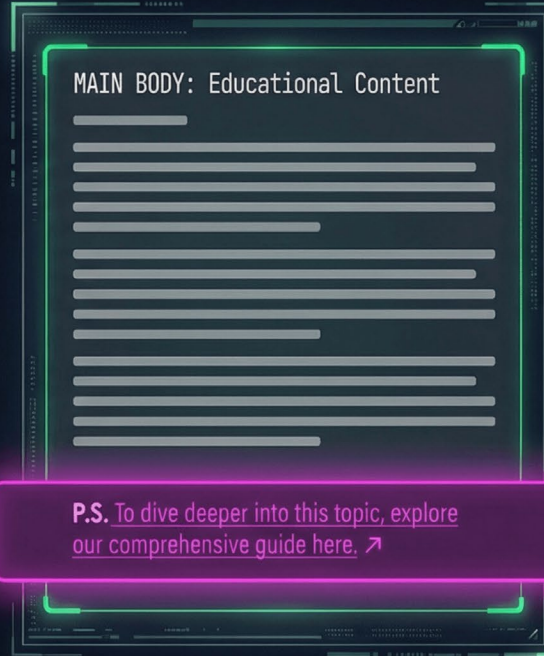 MAIN BODY: Educational Content
P.S. To dive deeper into this topic, explore
our comprehensive guide here. ↗